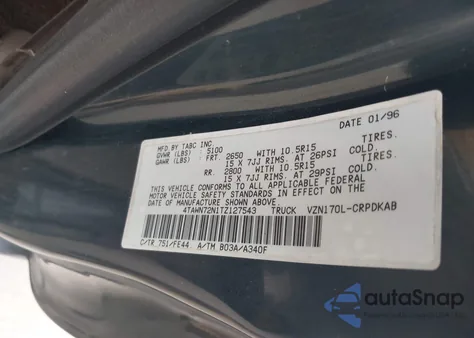 DATE 01/96
MFD BY TABC INC.
GVWR (LBS) : 5100
GAWR (LBS) : FRT. 2650 WITH 10.5R15 TIRES.
15 X 7JJ RIMS. AT 26PSI COLD.
RR. 2800 WITH 10.5R15 TIRES.
15 X 7JJ RIMS. AT 29PSI COLD.
THIS VEHICLE CONFORMS TO ALL APPLICABLE FEDERAL
MOTOR VEHICLE SAFETY STANDARDS IN EFFECT ON THE
DATE OF MANUFACTURE SHOWN ABOVE.
4TAWN72N1TZ127543 TRUCK VZN170L-CRPDKAB
C/TR 751/FE44 A/TM B03A/A340F
autoSnap